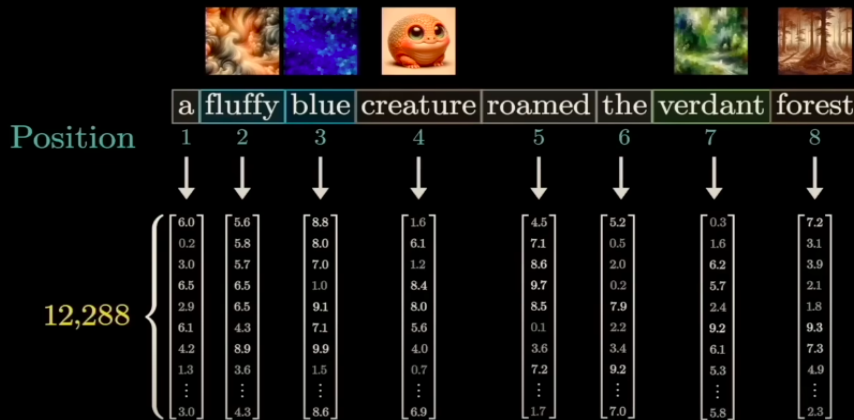 a fluffy blue creature roamed the verdant forest
Position 1 2 3 4 5 6 7 8
6.0 5.6 8.8 1.6 4.5 5.2 0.3 7.2
0.2 5.8 8.0 6.1 7.1 0.5 1.6 3.1
3.0 5.7 7.0 1.2 8.6 2.0 6.2 3.9
6.5 6.5 1.0 8.4 9.7 0.2 5.7 2.1
12,288 2.9 6.5 9.1 8.0 8.5 7.9 2.4 1.8
6.1 4.3 7.1 5.6 0.1 2.2 9.2 9.3
4.2 8.9 9.9 4.0 3.6 3.4 6.1 7.3
1.3 3.6 1.5 0.7 7.2 9.2 5.3 4.9
⋮ ⋮ ⋮ ⋮ ⋮ ⋮ ⋮ ⋮
3.0 4.3 8.6 6.9 1.7 7.0 5.8 2.3